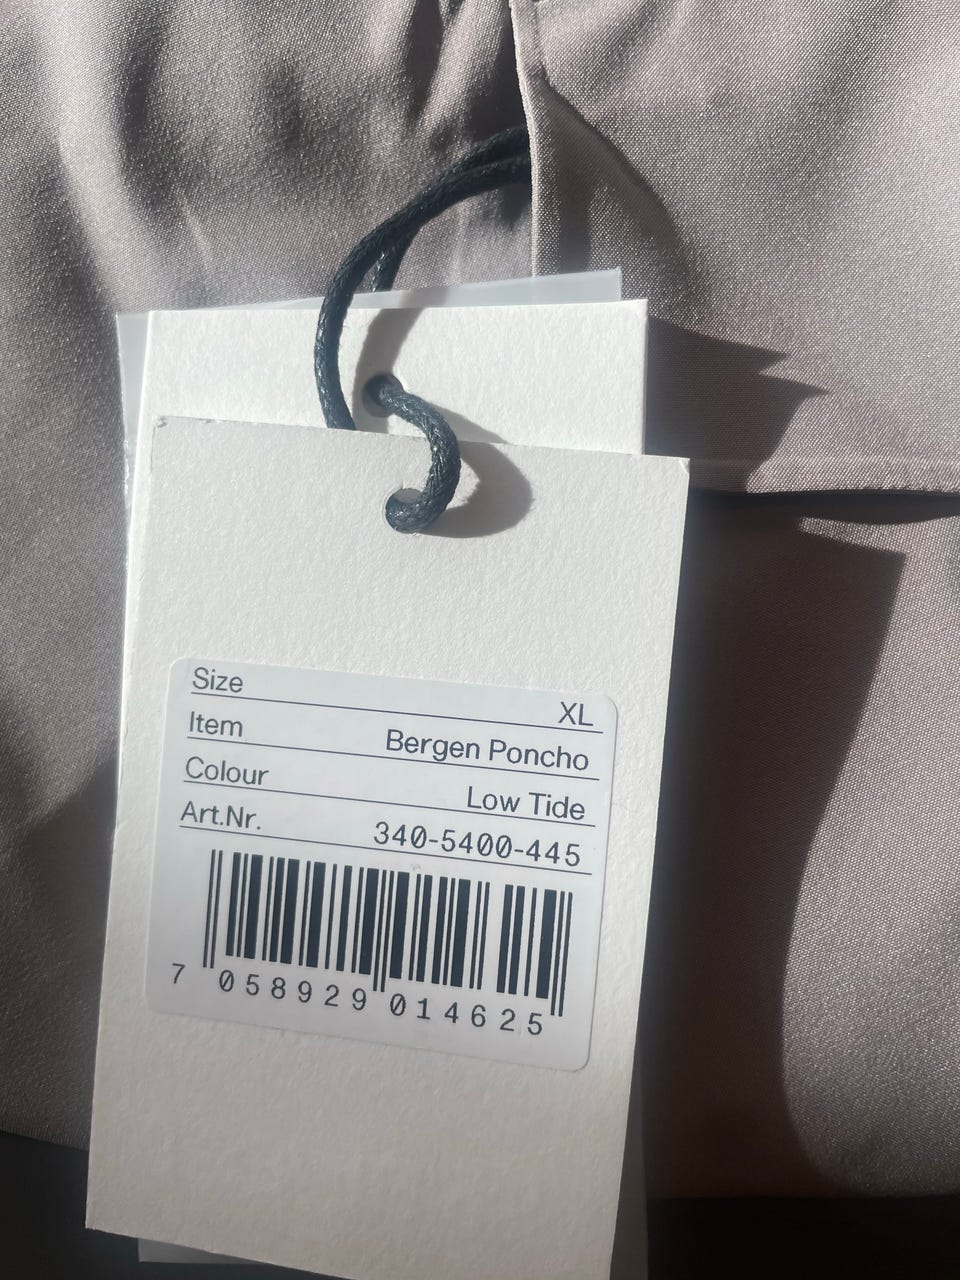 Size XL
Item Bergen Poncho
Colour Low Tide
Art.Nr. 340-5400-445
7 058929 014625